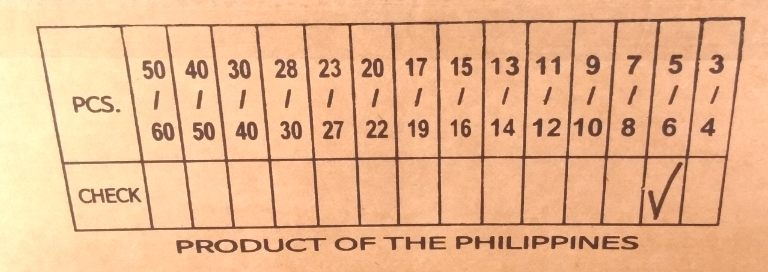 50 40 30 28 23 20 17 15 13 11 9 7 5 3
PCS. / / / / / / / / / / / / / /
60 50 40 30 27 22 19 16 14 12 10 8 6 4
CHECK ✓
PRODUCT OF THE PHILIPPINES